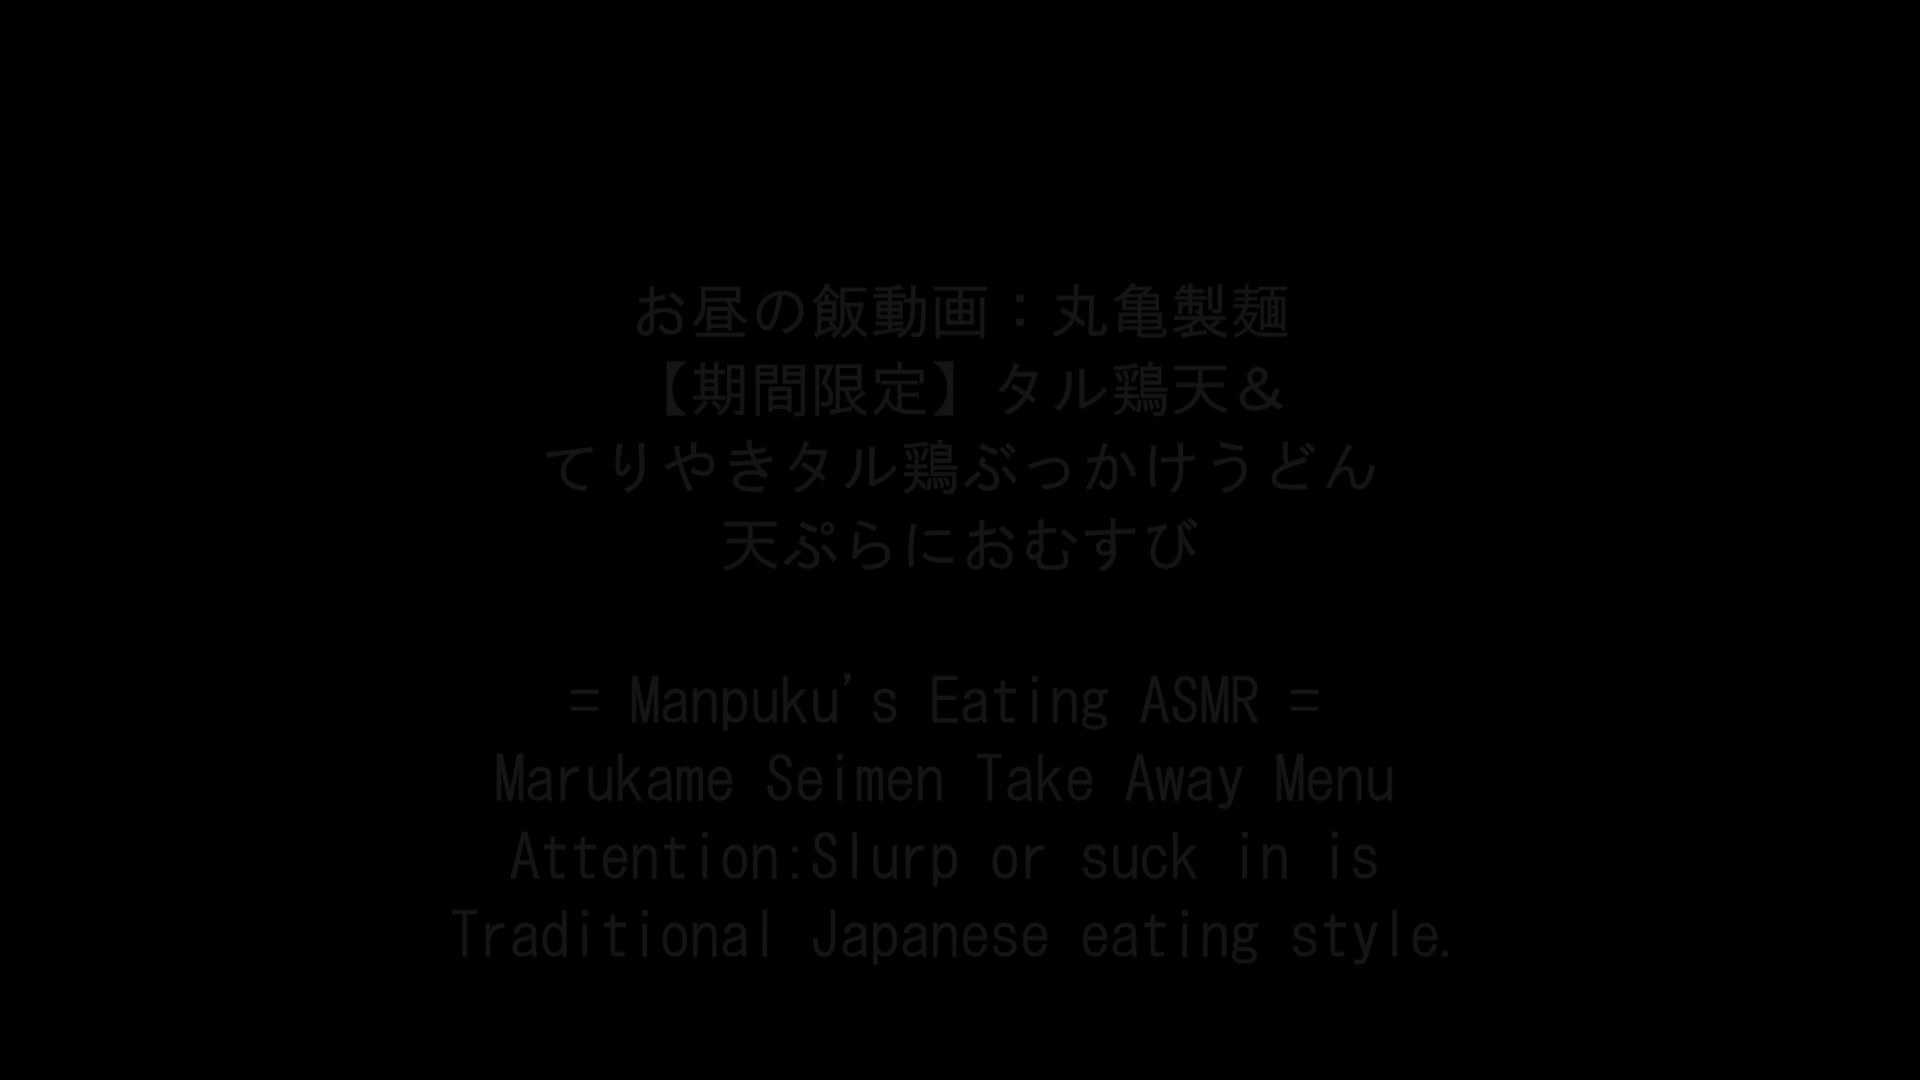 お昼の飯動画：丸亀製麺
【期間限定】タル鶏天＆
てりやきタル鶏ぶっかけうどん
天ぷらにおむすび
= Manpuku's Eating ASMR =
Marukame Seimen Take Away Menu
Attention:Slurp or suck in is
Traditional Japanese eating style.